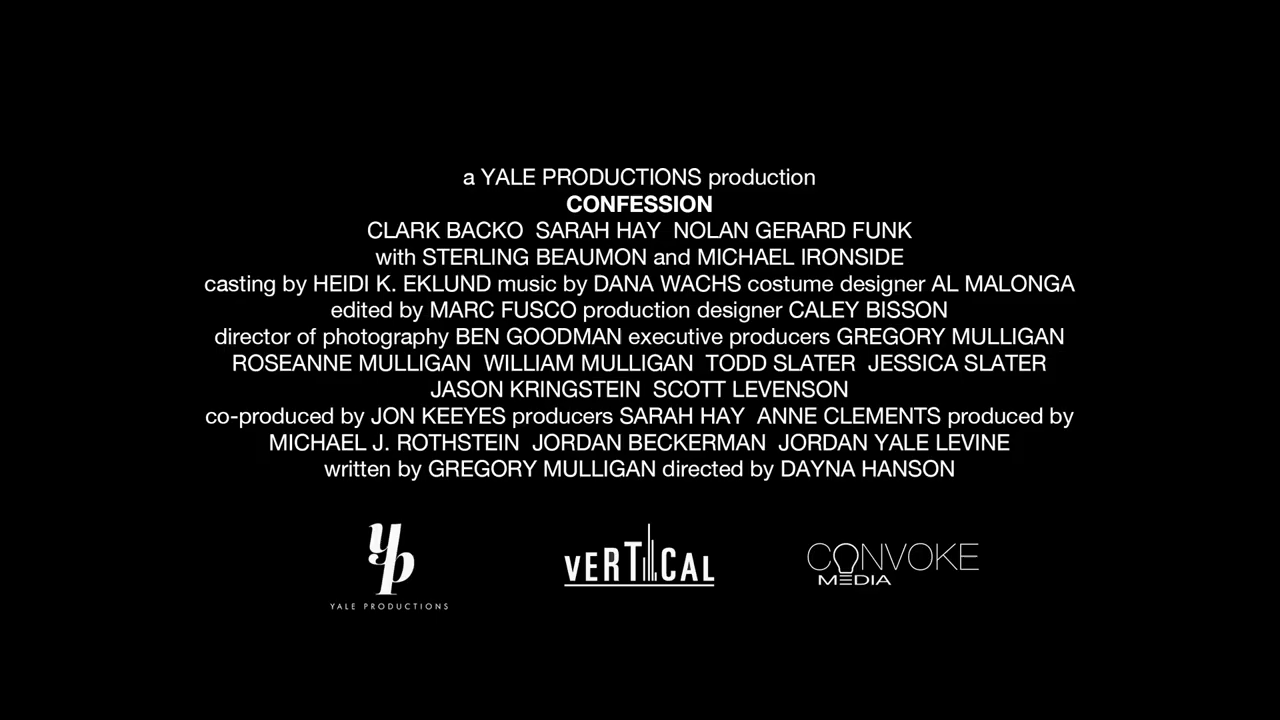 a YALE PRODUCTIONS production
CONFESSION
CLARK BACKO SARAH HAY NOLAN GERARD FUNK
with STERLING BEAUMON and MICHAEL IRONSIDE
casting by HEIDI K. EKLUND music by DANA WACHS costume designer AL MALONGA
edited by MARC FUSCO production designer CALEY BISSON
director of photography BEN GOODMAN executive producers GREGORY MULLIGAN
ROSEANNE MULLIGAN WILLIAM MULLIGAN TODD SLATER JESSICA SLATER
JASON KRINGSTEIN SCOTT LEVENSON
co-produced by JON KEEYES producers SARAH HAY ANNE CLEMENTS produced by
MICHAEL J. ROTHSTEIN JORDAN BECKERMAN JORDAN YALE LEVINE
written by GREGORY MULLIGAN directed by DAYNA HANSON
yp
YALE PRODUCTIONS
VERTICAL
CONVOKE
MEDIA